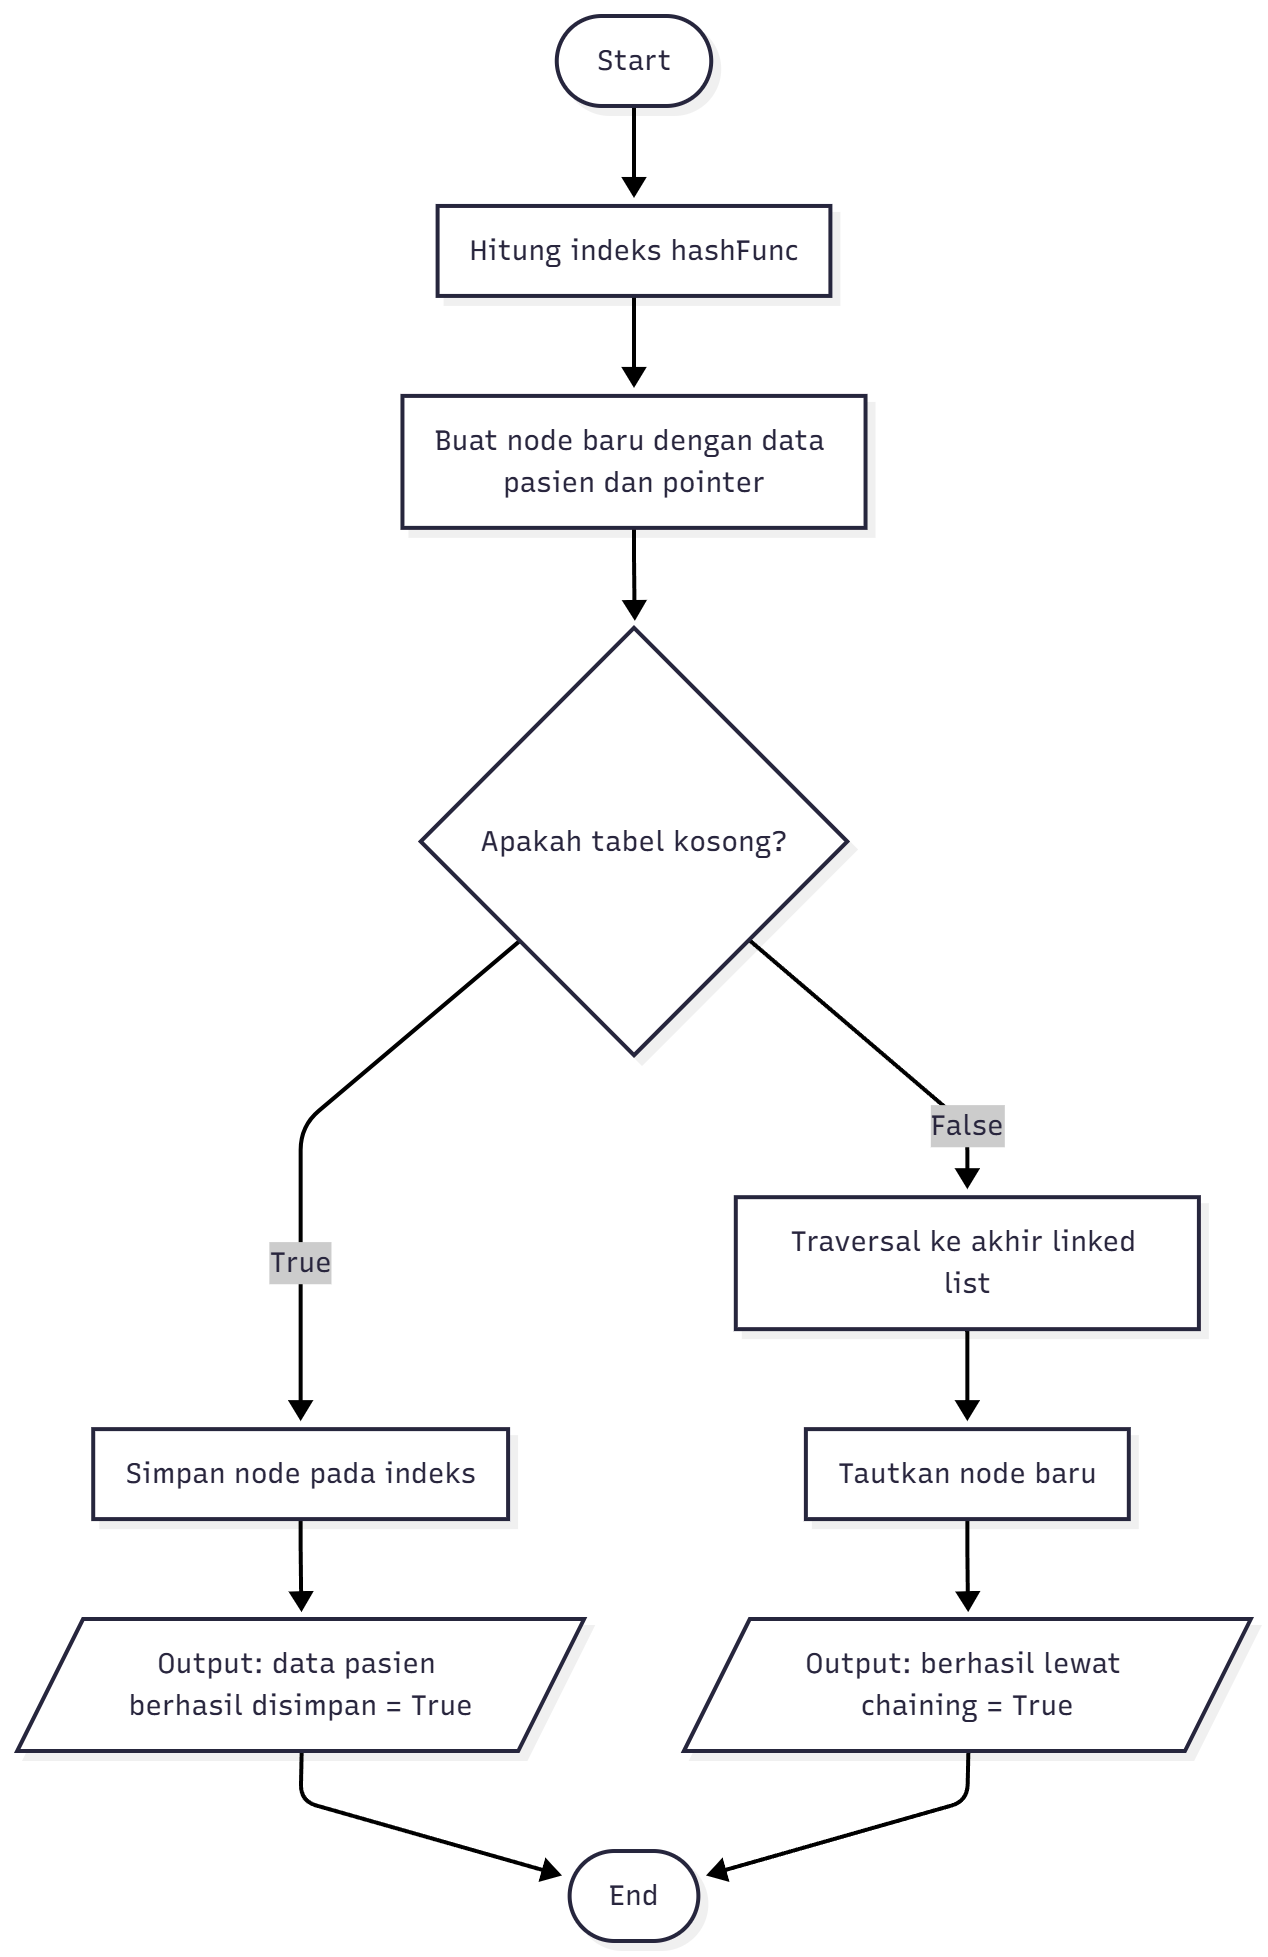 Start
Hitung indeks hashFunc
Buat node baru dengan data
pasien dan pointer
Apakah tabel kosong?
False
Traversal ke akhir linked
list
True
Simpan node pada indeks
Tautkan node baru
Output: data pasien
berhasil disimpan = True
Output: berhasil lewat
chaining = True
End